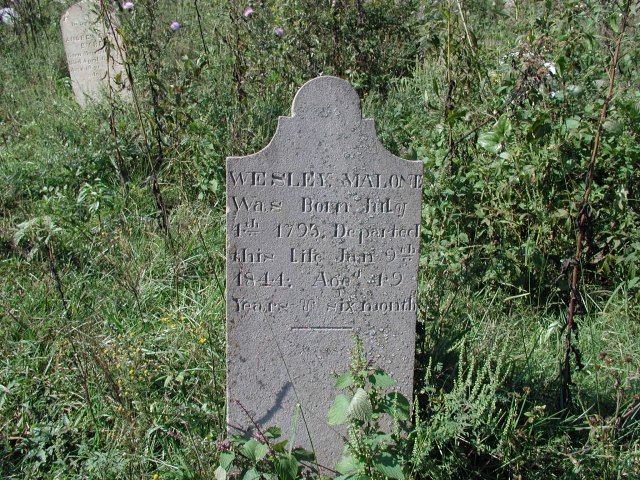 WESLEY MALONE
Was Born July
4th 1795. Departed
this Life Jan 9th
1844. Aged 49
Years & six month